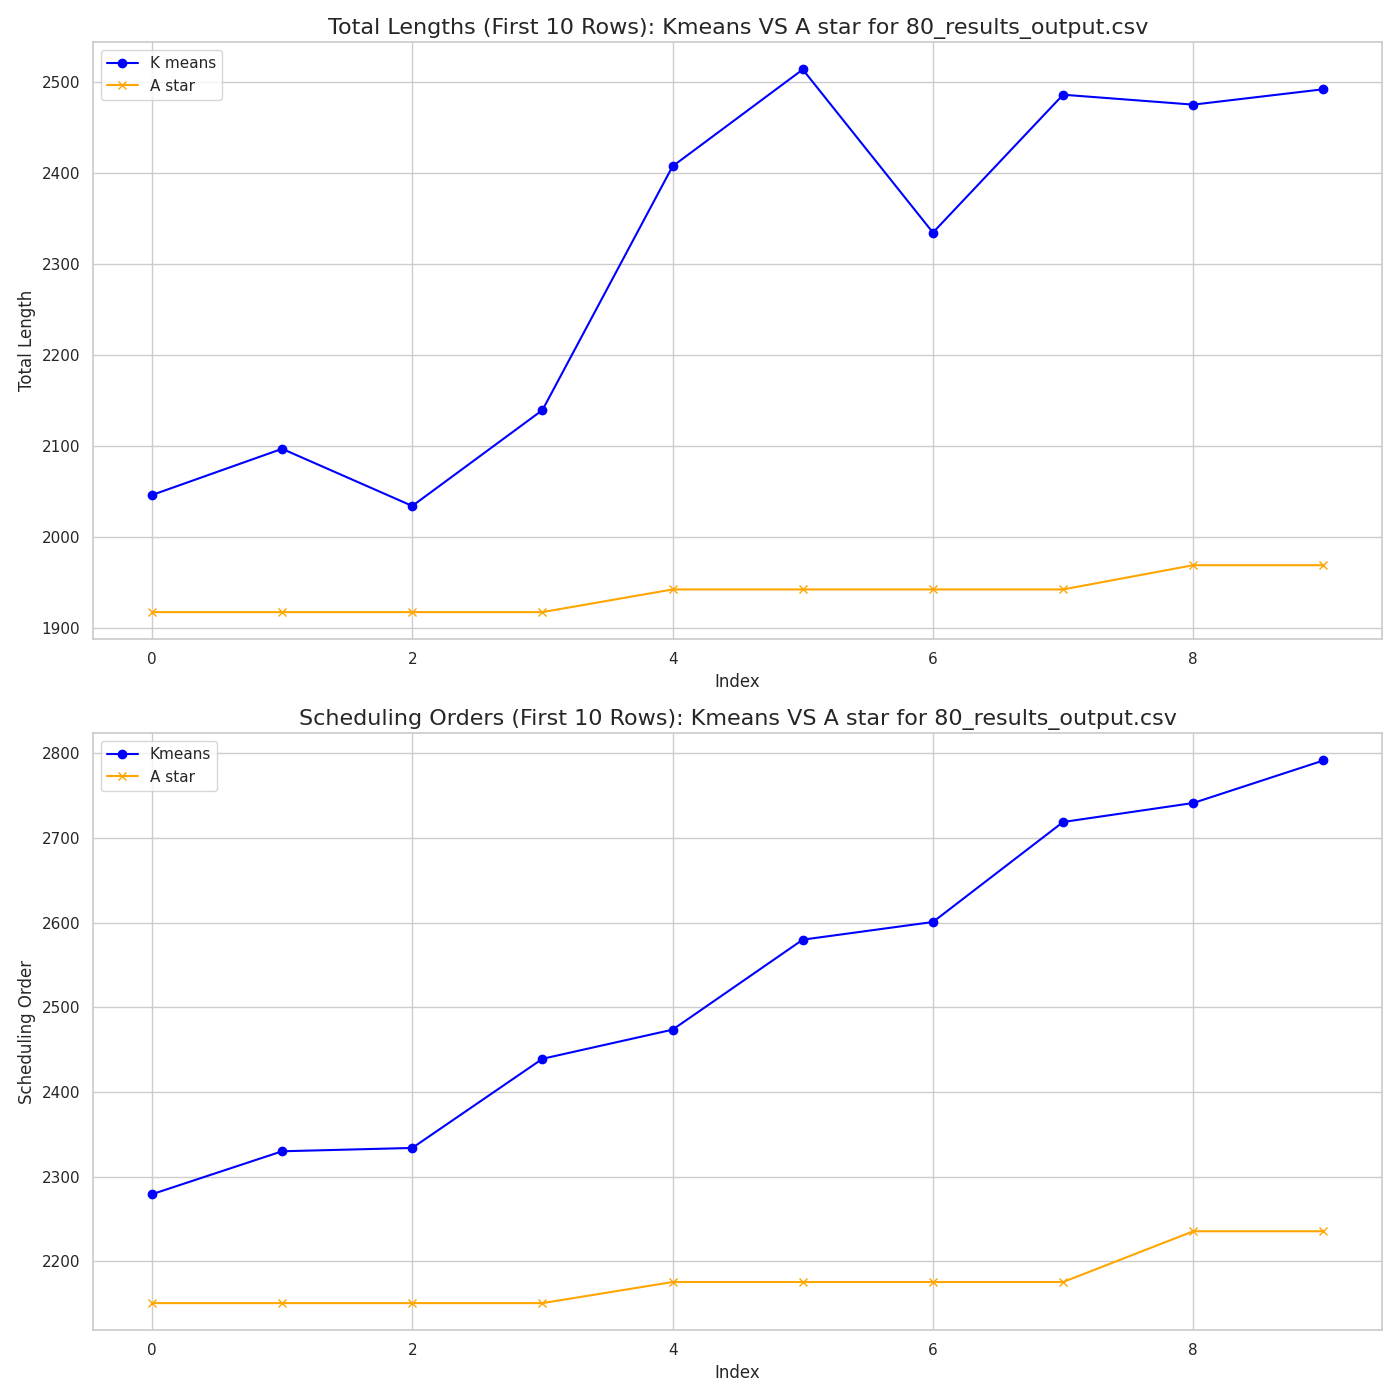 Total Lengths (First 10 Rows): Kmeans VS A star for 80_results_output.csv
K means
A star
2500
2400
2300
2200
2100
2000
1900
Total Length
0 2 4 6 8
Index
Scheduling Orders (First 10 Rows): Kmeans VS A star for 80_results_output.csv
Kmeans
A star
2800
2700
2600
2500
2400
2300
2200
Scheduling Order
0 2 4 6 8
Index